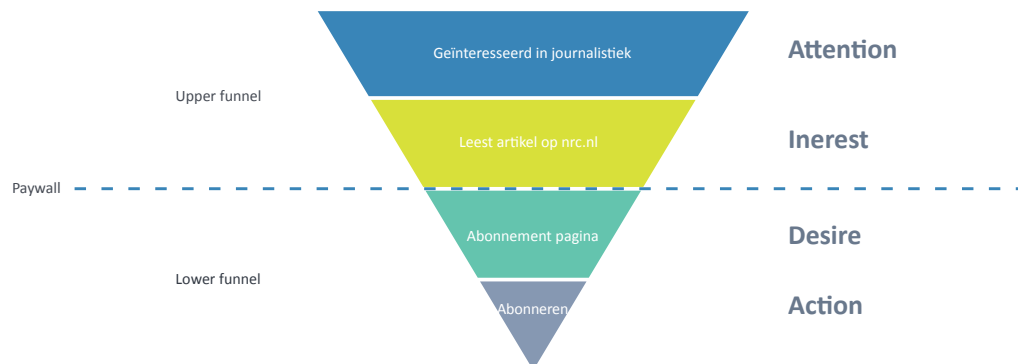 Geïnteresseerd in journalistiek
Attention
Upper funnel
Leest artikel op nrc.nl
Inerest
Paywall
Abonnement pagina
Desire
Lower funnel
Abonneren
Action